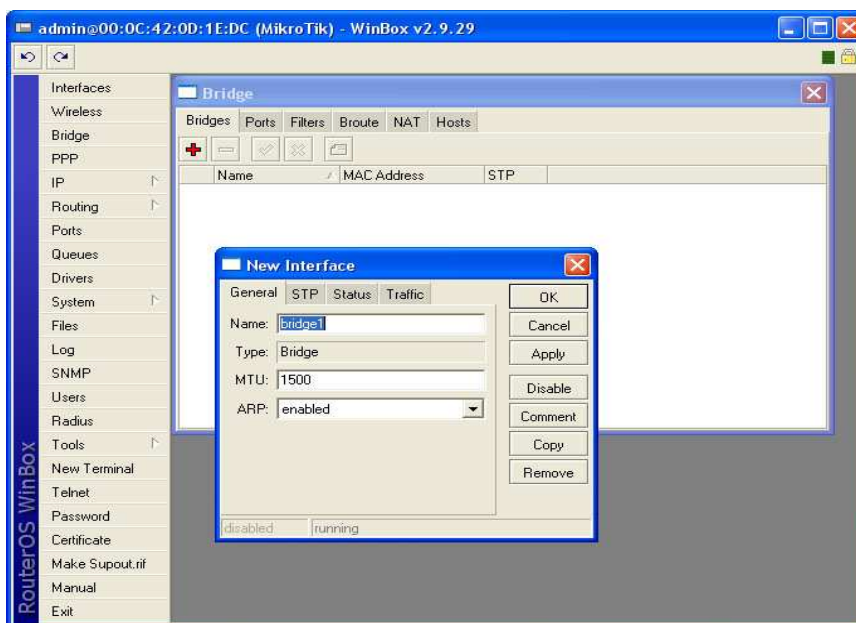 admin@00:0C:42:0D:1E:DC (MikroTik) - WinBox v2.9.29
Interfaces
Wireless
Bridge
PPP
IP
Routing
Ports
Queues
Drivers
System
Files
Log
SNMP
Users
Radius
Tools
New Terminal
Telnet
Password
Certificate
Make Supout.rif
Manual
Exit
RouterOS WinBox
Bridge
Bridges Ports Filters Broute NAT Hosts
Name MAC Address STP
New Interface
General STP Status Traffic
Name: bridge1
Type: Bridge
MTU: 1500
ARP: enabled
OK
Cancel
Apply
Disable
Comment
Copy
Remove
disabled running